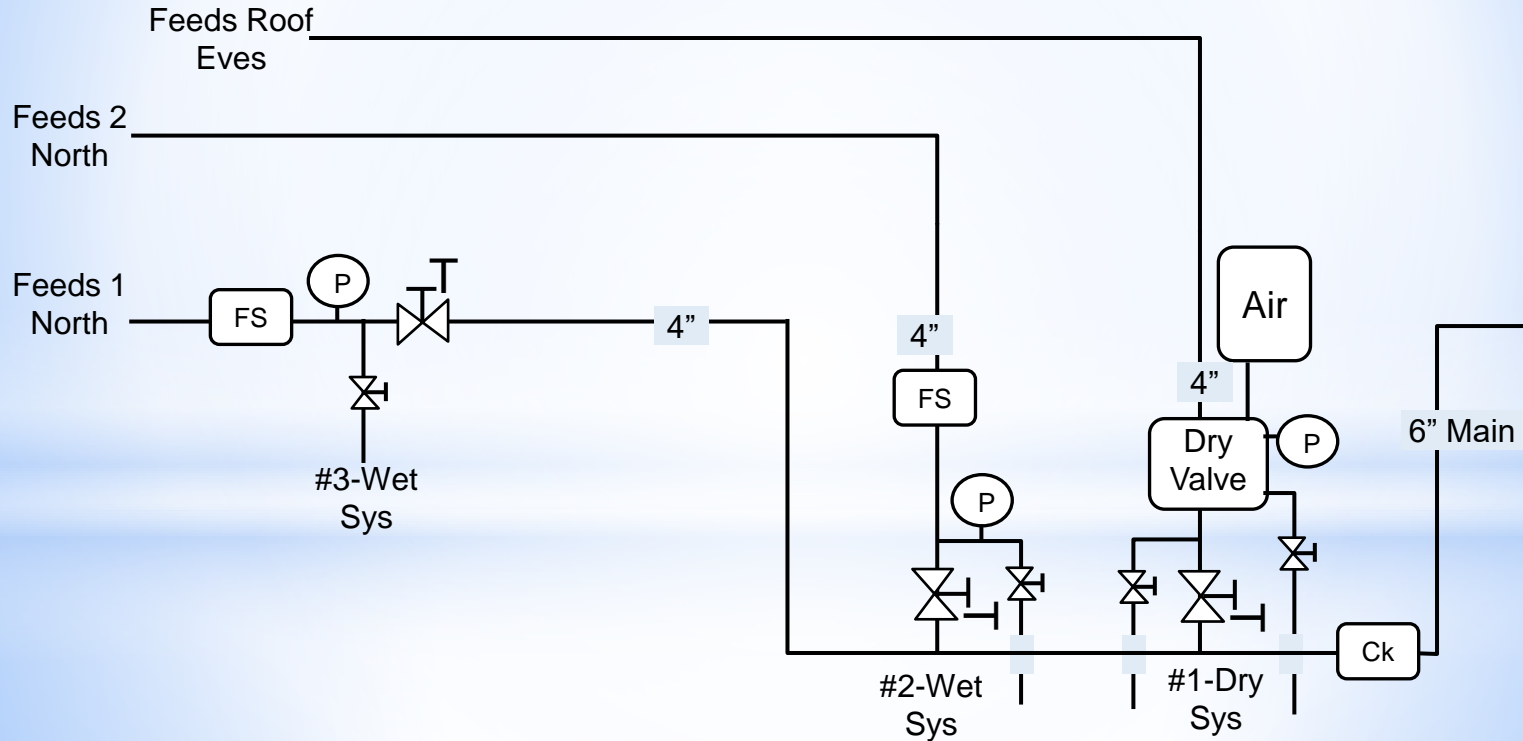 Feeds Roof
Eves
Feeds 2
North
Feeds 1
North
FS
P
4”
4”
FS
Air
4”
Dry
Valve
P
6” Main
#3-Wet
Sys
P
Ck
#2-Wet
Sys
#1-Dry
Sys